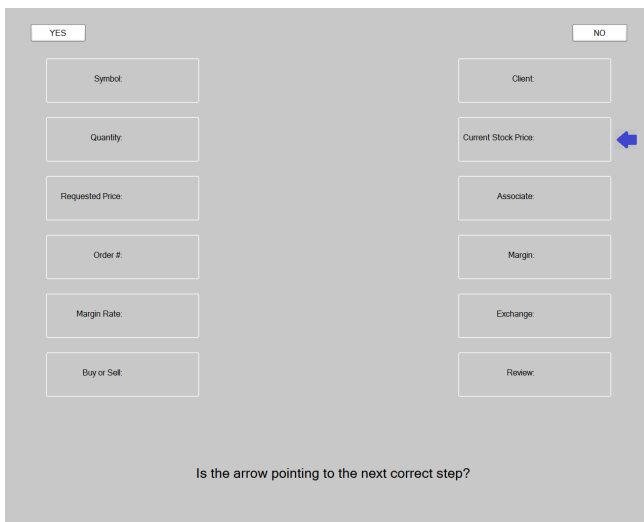 YES
NO
Symbol:
Client:
Quantity:
Current Stock Price:
Requested Price:
Associate:
Order #:
Margin:
Margin Rate:
Exchange:
Buy or Sell:
Review:
Is the arrow pointing to the next correct step?